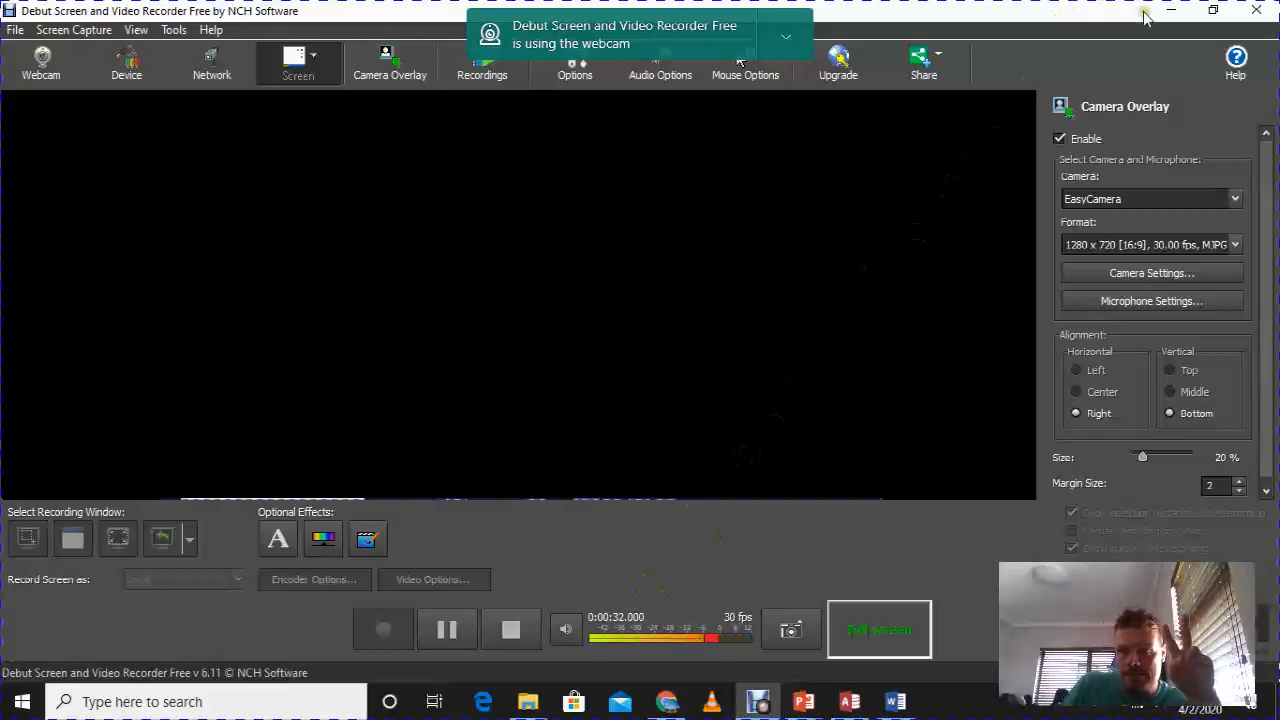 Debut Screen and Video Recorder Free by NCH Software
Debut Screen and Video Recorder Free
is using the webcam
File Screen Capture View Tools Help
Webcam Device Network Screen Camera Overlay Recordings Options Audio Options Mouse Options Upgrade Share Help
Camera Overlay
Enable
Select Camera and Microphone:
Camera:
EasyCamera
Format:
1280 x 720 [16:9], 30.00 fps, MJPG
Camera Settings...
Microphone Settings...
Alignment:
Horizontal Vertical
Left Top
Center Middle
Right Bottom
Size: 20 %
Margin Size: 2
Select Recording Window: Optional Effects:
A
Record Screen as: Encoder Options... Video Options...
0:00:32.000 30 fps
Full screen
Debut Screen and Video Recorder Free v 6.11 © NCH Software
Type here to search
4/2/2020